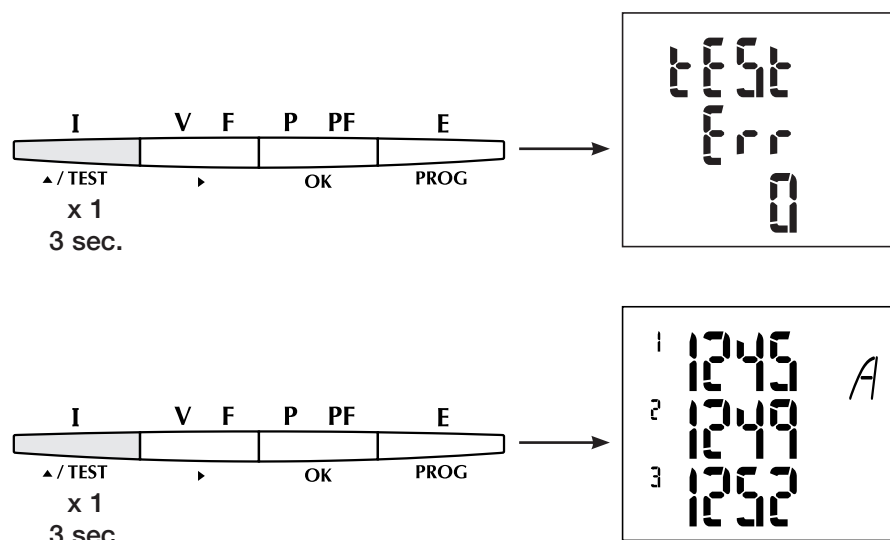 I V F P PF E
▲ / TEST ▶ OK PROG
x 1
3 sec.
tESt
Err
0
I V F P PF E
▲ / TEST ▶ OK PROG
x 1
3 sec.
1 1245 A
2 1249
3 1252